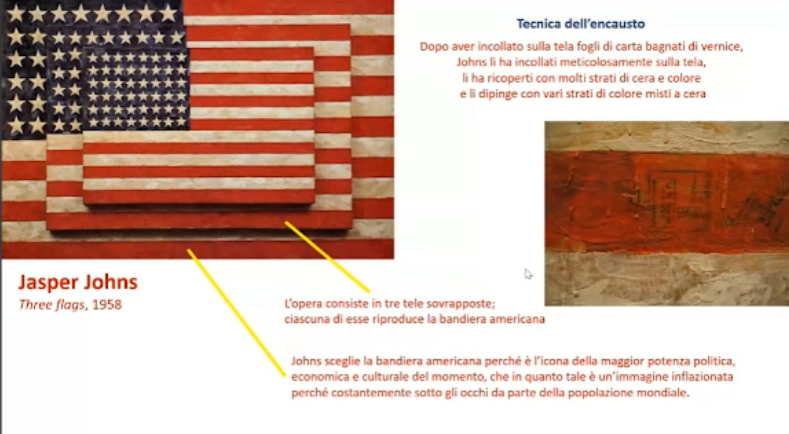 Tecnica dell'encausto
Dopo aver incollato sulla tela fogli di carta bagnati di vernice,
Johns li ha incollati meticolosamente sulla tela,
li ha ricoperti con molti strati di cera e colore
e li dipinge con vari strati di colore misti a cera
Jasper Johns
Three flags, 1958
L'opera consiste in tre tele sovrapposte;
ciascuna di esse riproduce la bandiera americana
Johns sceglie la bandiera americana perché è l'icona della maggior potenza politica,
economica e culturale del momento, che in quanto tale è un'immagine inflazionata
perché costantemente sotto gli occhi da parte della popolazione mondiale.